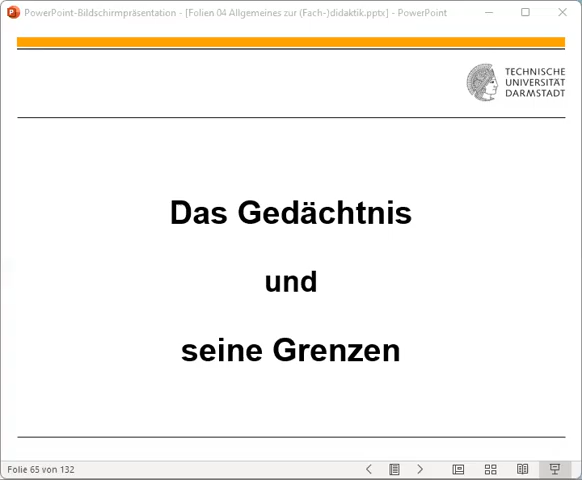 PowerPoint-Bildschirmpräsentation - [Folien 04 Allgemeines zur (Fach-)didaktik.pptx] - PowerPoint
TECHNISCHE
UNIVERSITÄT
DARMSTADT
Das Gedächtnis
und
seine Grenzen
Folie 65 von 132